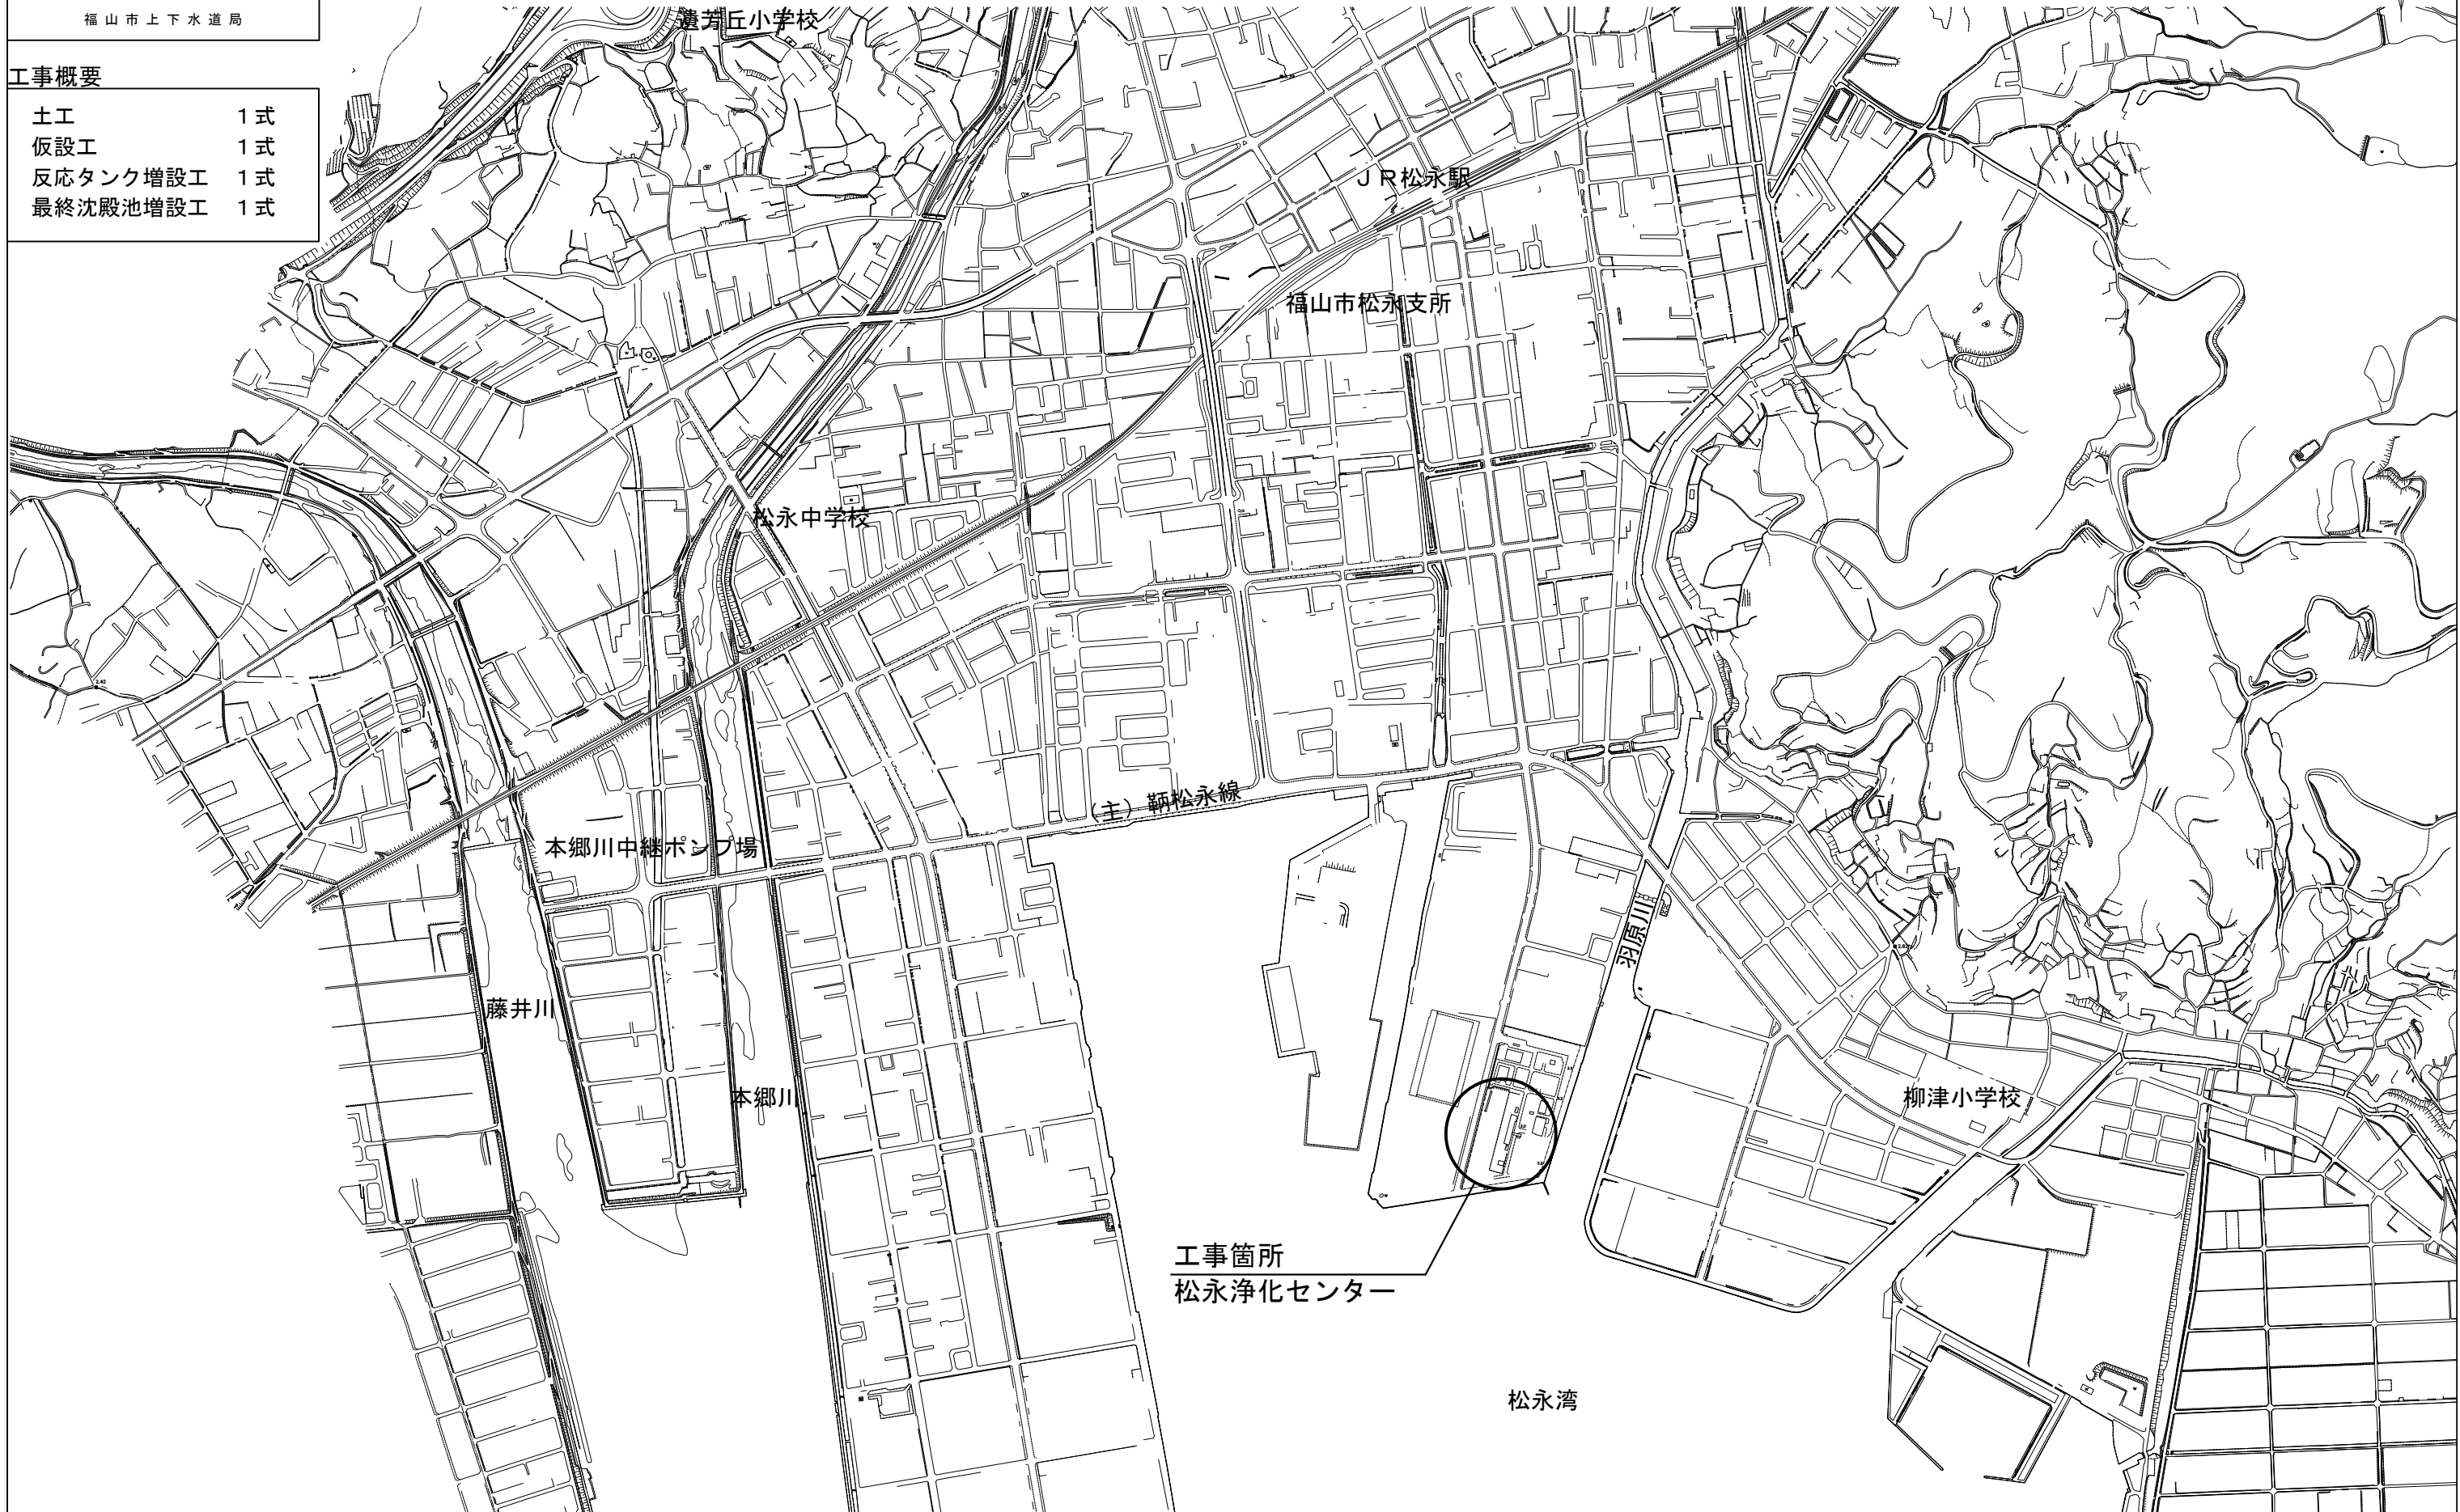 福山市上下水道局
工事概要
土工 1式
仮設工 1式
反応タンク増設工 1式
最終沈殿池増設工 1式
遺芳丘小学校
JR松永駅
福山市松永支所
松永中学校
2.42
(主)鞆松永線
本郷川中継ポンプ場
羽原川
藤井川
本郷川
柳津小学校
工事箇所
松永浄化センター
松永湾